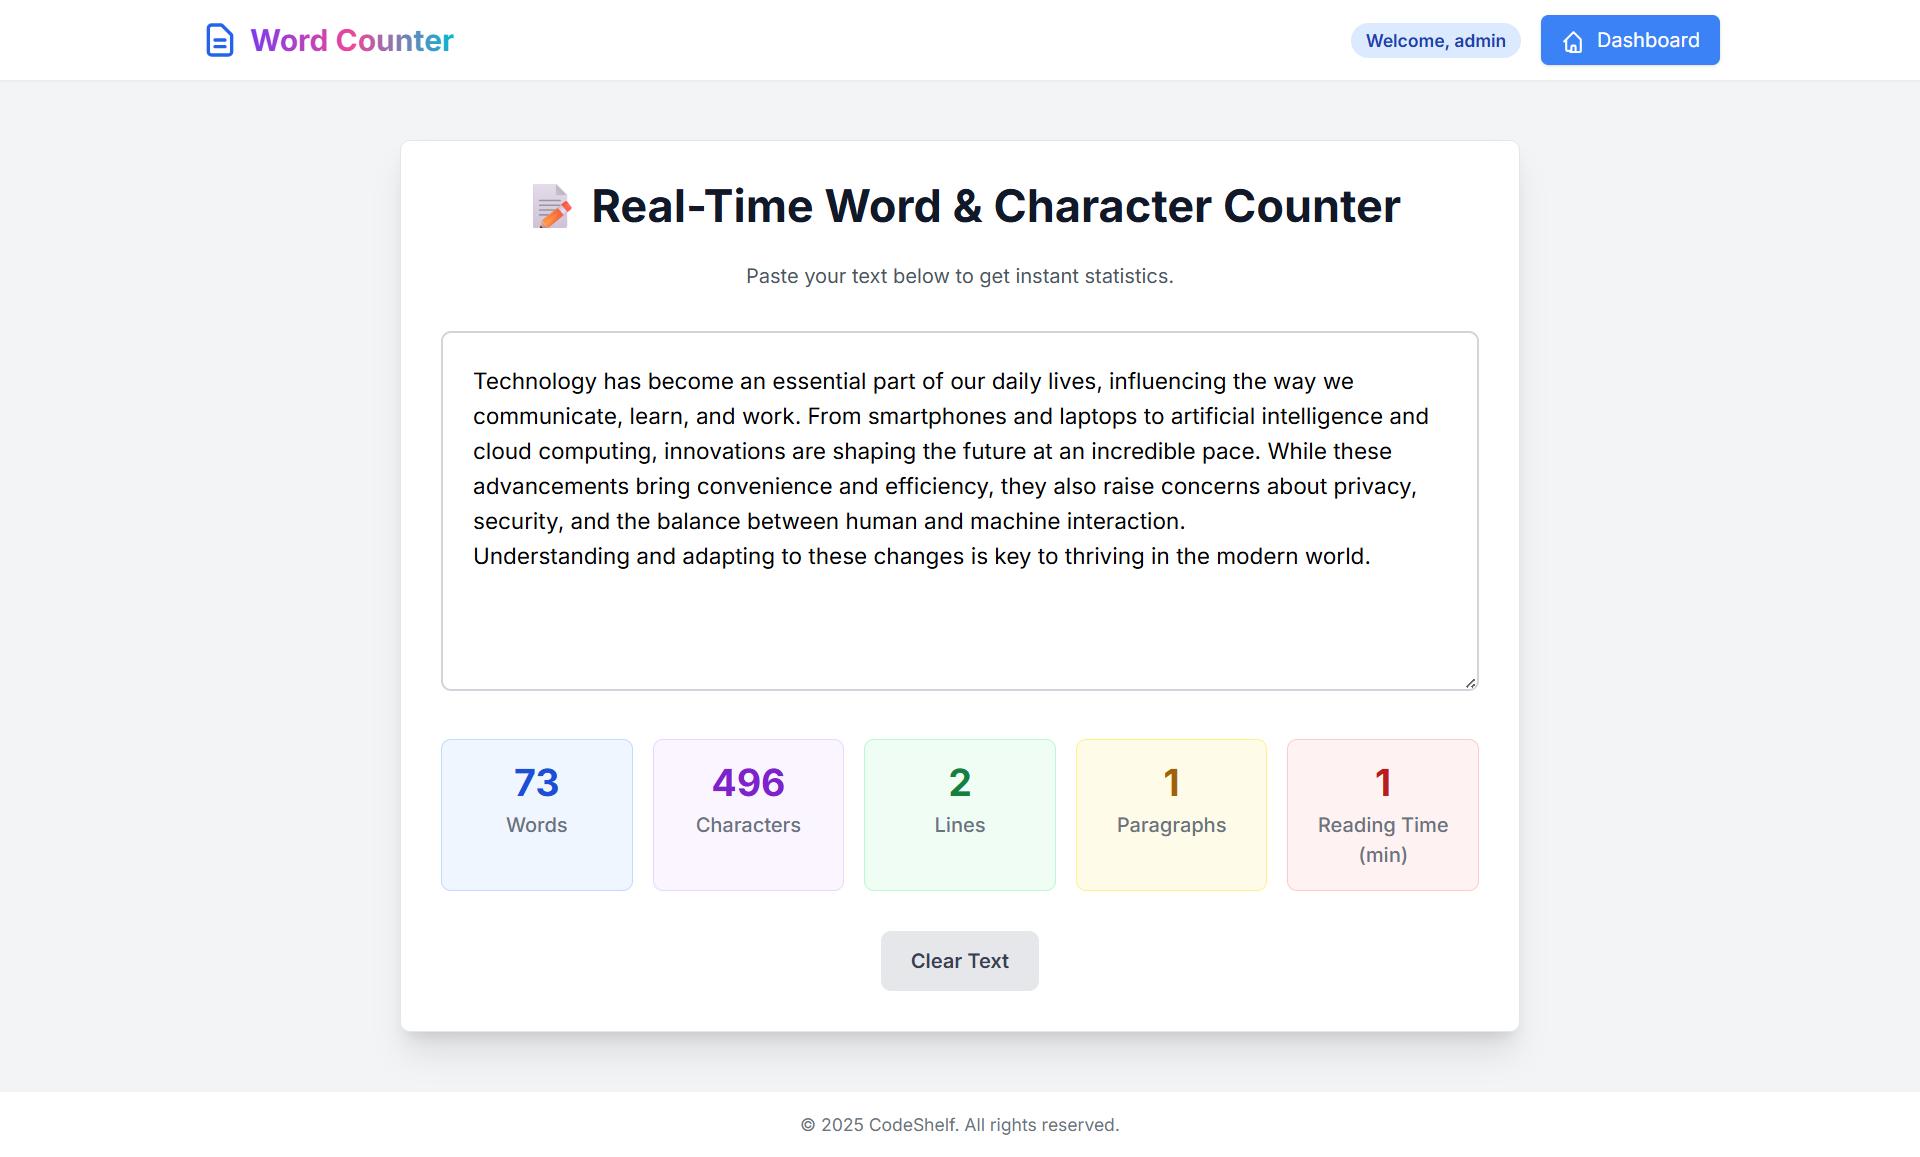 Word Counter
Welcome, admin
Dashboard
Real-Time Word & Character Counter
Paste your text below to get instant statistics.
Technology has become an essential part of our daily lives, influencing the way we
communicate, learn, and work. From smartphones and laptops to artificial intelligence and
cloud computing, innovations are shaping the future at an incredible pace. While these
advancements bring convenience and efficiency, they also raise concerns about privacy,
security, and the balance between human and machine interaction.
Understanding and adapting to these changes is key to thriving in the modern world.
73
Words
496
Characters
2
Lines
1
Paragraphs
1
Reading Time
(min)
Clear Text
© 2025 CodeShelf. All rights reserved.